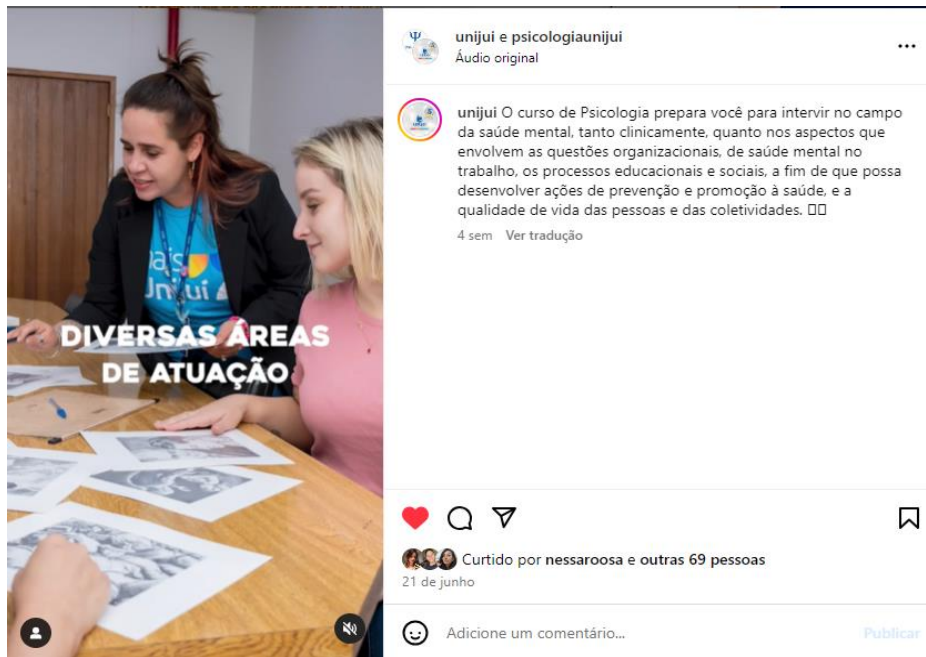 unijui e psicologiaunijui
Áudio original
unijui O curso de Psicologia prepara você para intervir no campo
da saúde mental, tanto clinicamente, quanto nos aspectos que
envolvem as questões organizacionais, de saúde mental no
trabalho, os processos educacionais e sociais, a fim de que possa
desenvolver ações de prevenção e promoção à saúde, e a
qualidade de vida das pessoas e das coletividades.
4 sem Ver tradução
Unijuí
DIVERSAS ÁREAS
DE ATUAÇÃO
Curtido por nessaroosa e outras 69 pessoas
21 de junho
Adicione um comentário...
Publicar